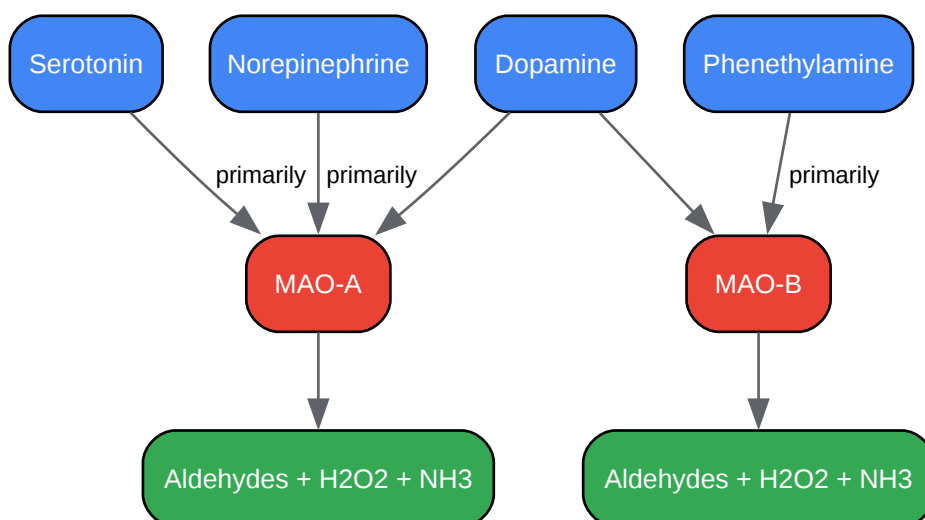 Serotonin
Norepinephrine
Dopamine
Phenethylamine
primarily
primarily
primarily
MAO-A
MAO-B
Aldehydes + H2O2 + NH3
Aldehydes + H2O2 + NH3